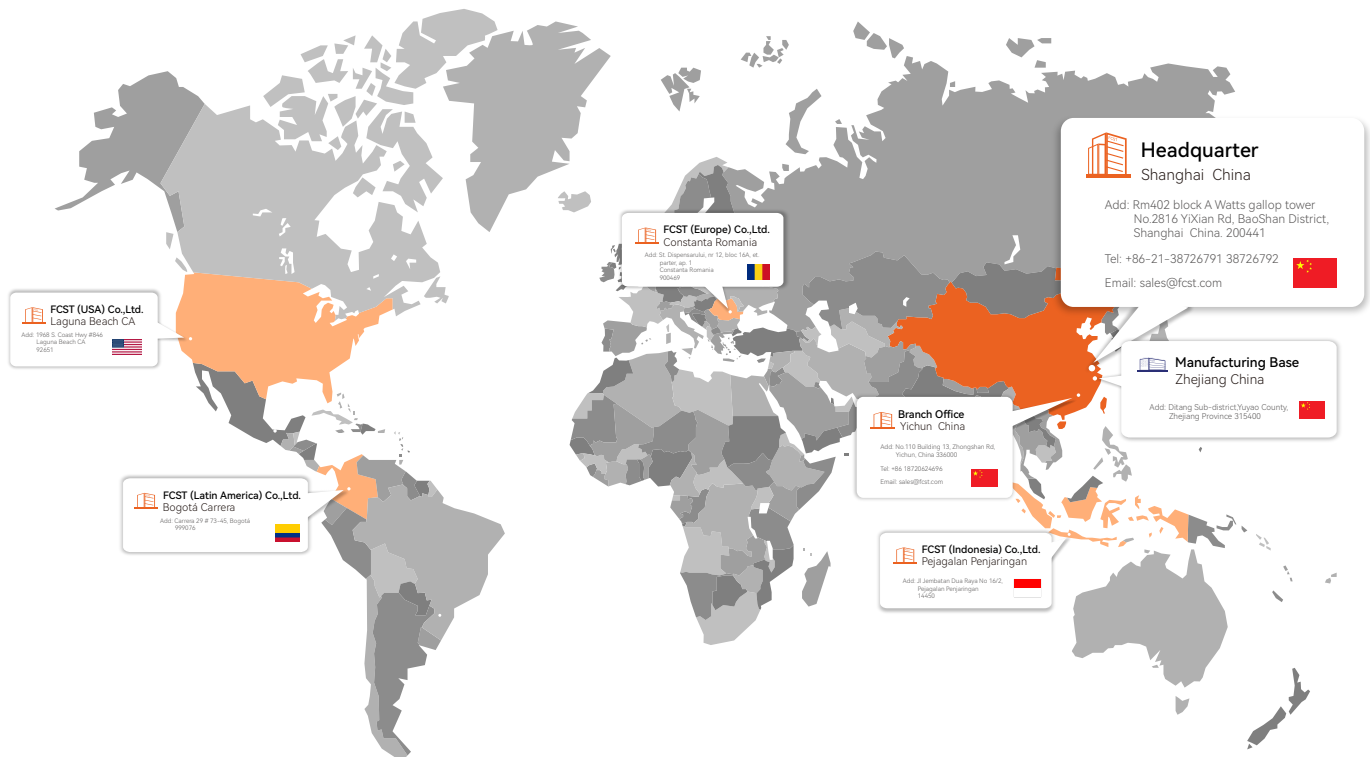 Headquarter
Shanghai China
Add: Rm402 block A Watts gallop tower
No.2816 YiXian Rd, BaoShan District,
Shanghai China. 200441
Tel: +86-21-38726791 38726792
Email: sales@fcst.com
FCST (Europe) Co.,Ltd.
Constanta Romania
Add: St. Dispensarului, nr 12, bloc 16A, et.
parter, ap. 1
Constanta Romania
900469
FCST (USA) Co.,Ltd.
Laguna Beach CA
Add: 1968 S. Coast Hwy #846
Laguna Beach CA
92651
Manufacturing Base
Zhejiang China
Add: Ditang Sub-district,Yuyao County,
Zhejiang Province 315400
Branch Office
Yichun China
Add: No.110 Building 13, Zhongshan Rd,
Yichun, China 336000
Tel: +86 18720624696
Email: sales@fcst.com
FCST (Latin America) Co.,Ltd.
Bogotá Carrera
Add: Carrera 29 # 73-45, Bogotá
999076
FCST (Indonesia) Co.,Ltd.
Pejagalan Penjaringan
Add: Jl Jembatan Dua Raya No 16/2,
Pejagalan Penjaringan
14450